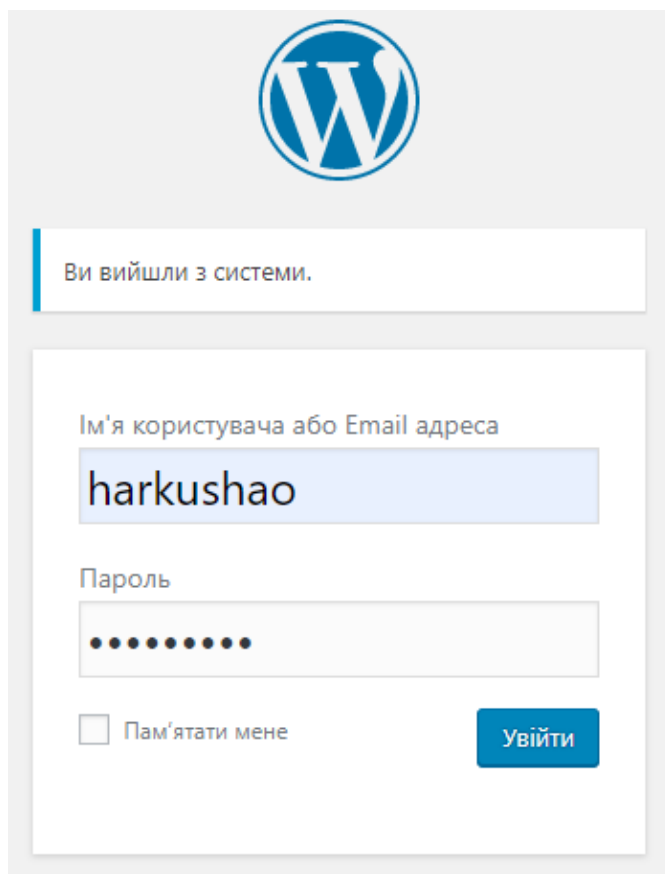 Ви вийшли з системи.
Ім'я користувача або Email адреса
harkushao
Пароль
•••••••••
Пам'ятати мене
Увійти